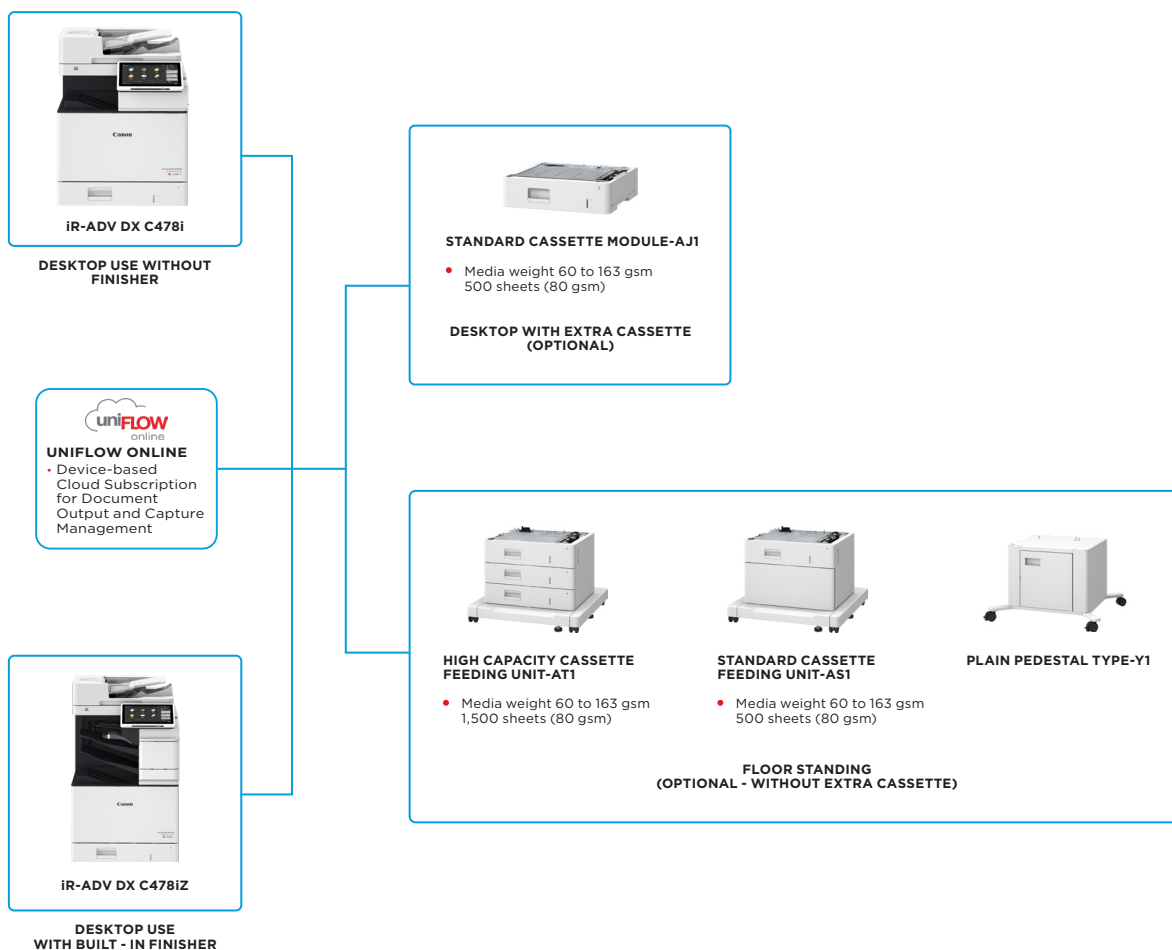 Canon
iR-ADV DX C478i
DESKTOP USE WITHOUT
FINISHER
STANDARD CASSETTE MODULE-AJ1
• Media weight 60 to 163 gsm
500 sheets (80 gsm)
DESKTOP WITH EXTRA CASSETTE
(OPTIONAL)
uniFLOW
online
UNIFLOW ONLINE
• Device-based
Cloud Subscription
for Document
Output and Capture
Management
HIGH CAPACITY CASSETTE
FEEDING UNIT-AT1
• Media weight 60 to 163 gsm
1,500 sheets (80 gsm)
STANDARD CASSETTE
FEEDING UNIT-AS1
• Media weight 60 to 163 gsm
500 sheets (80 gsm)
PLAIN PEDESTAL TYPE-Y1
FLOOR STANDING
(OPTIONAL - WITHOUT EXTRA CASSETTE)
Canon
iR-ADV DX C478iZ
DESKTOP USE
WITH BUILT - IN FINISHER